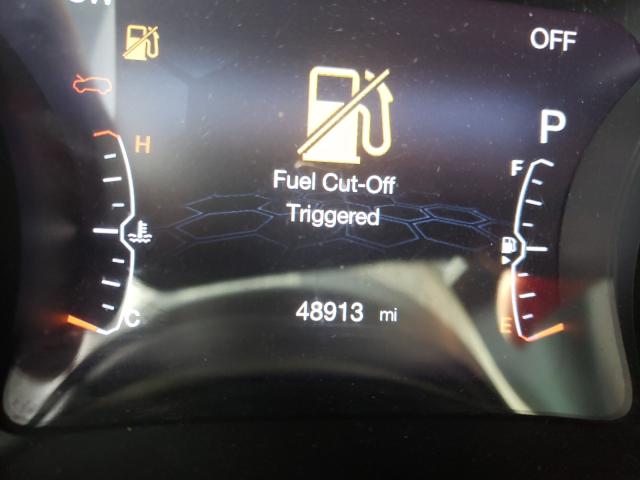 OFF
H
P
F
Fuel Cut-Off
Triggered
C
48913 mi
E